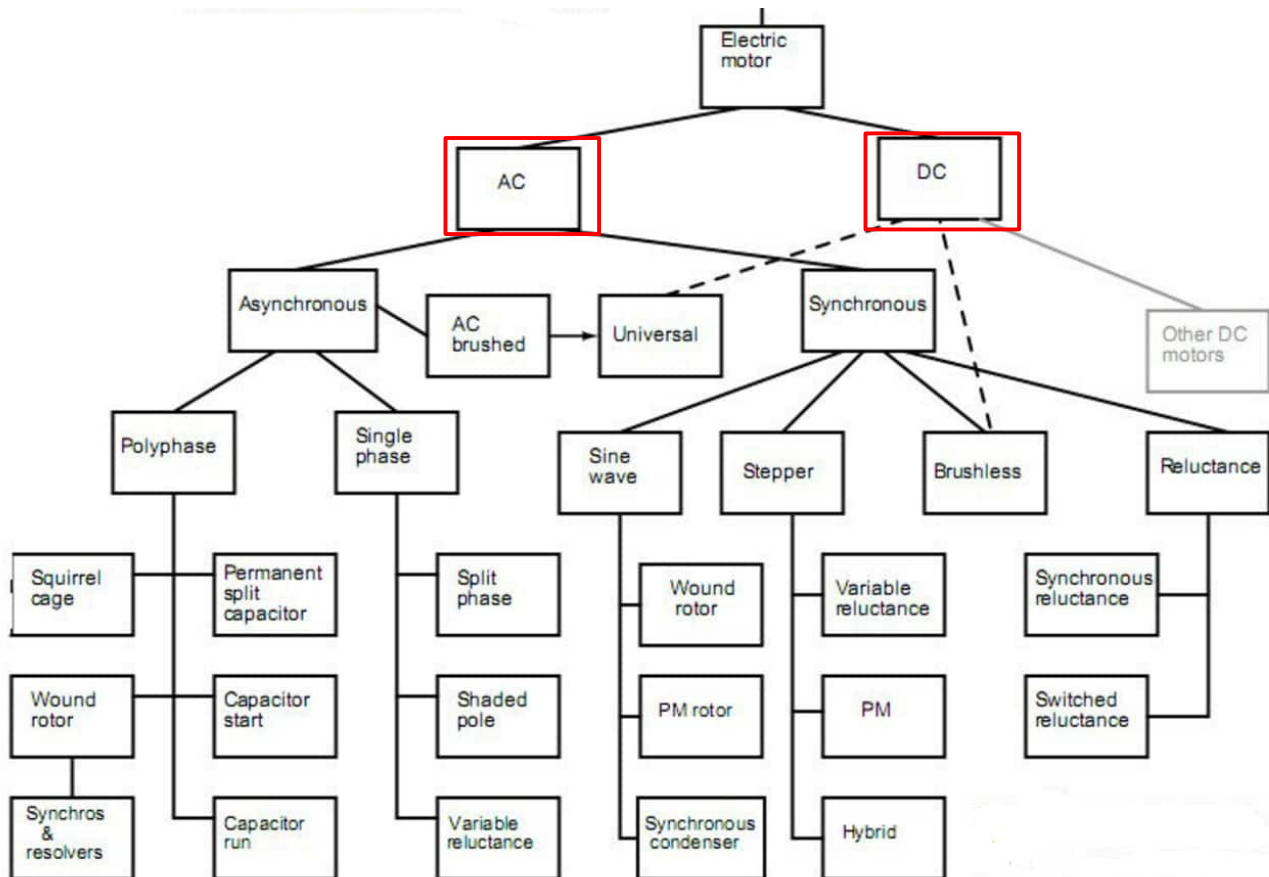 Electric
motor
AC
DC
Asynchronous
AC
brushed
Universal
Synchronous
Other DC
motors
Polyphase
Single
phase
Sine
wave
Stepper
Brushless
Reluctance
Squirrel
cage
Permanent
split
capacitor
Split
phase
Wound
rotor
Variable
reluctance
Synchronous
reluctance
Wound
rotor
Capacitor
start
Shaded
pole
PM rotor
PM
Switched
reluctance
Synchros
&
resolvers
Capacitor
run
Variable
reluctance
Synchronous
condenser
Hybrid